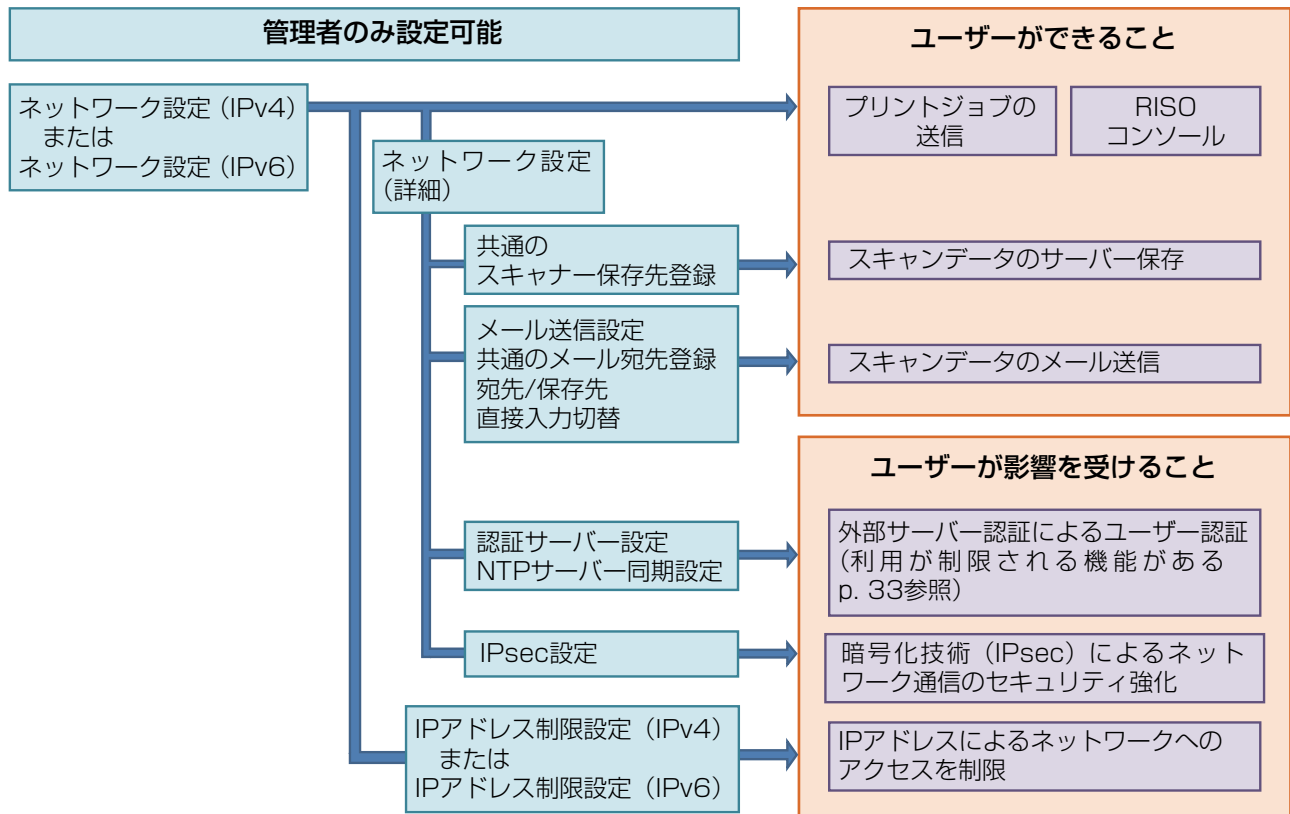 管理者のみ設定可能
ネットワーク設定（IPv4）
または
ネットワーク設定（IPv6）
ネットワーク設定
（詳細）
共通の
スキャナー保存先登録
メール送信設定
共通のメール宛先登録
宛先/保存先
直接入力切替
認証サーバー設定
NTPサーバー同期設定
IPsec設定
IPアドレス制限設定（IPv4）
または
IPアドレス制限設定（IPv6）
ユーザーができること
プリントジョブの
送信
RISO
コンソール
スキャンデータのサーバー保存
スキャンデータのメール送信
ユーザーが影響を受けること
外部サーバー認証によるユーザー認証
（利用が制限される機能がある
p. 33参照）
暗号化技術（IPsec）によるネット
ワーク通信のセキュリティ強化
IPアドレスによるネットワークへの
アクセスを制限